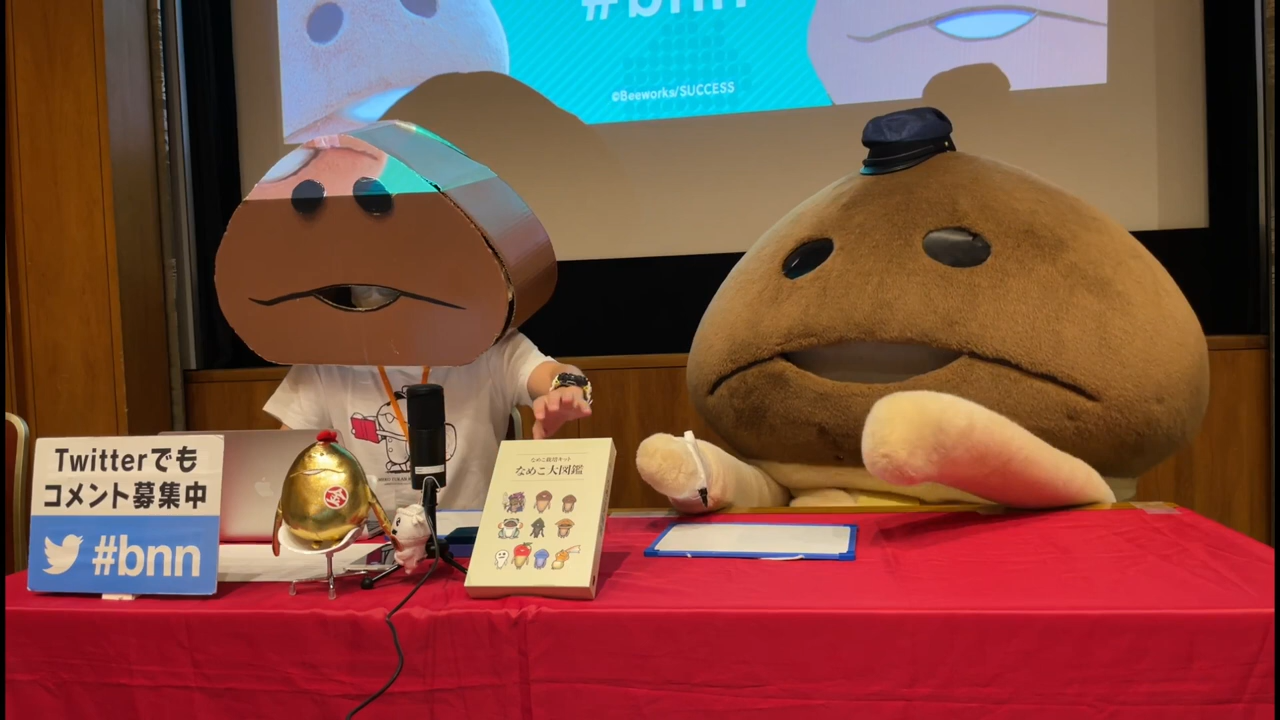 #bnn
©Beeworks/SUCCESS
Twitterでも
コメント募集中
#bnn
なめこ栽培キット
なめこ大図鑑